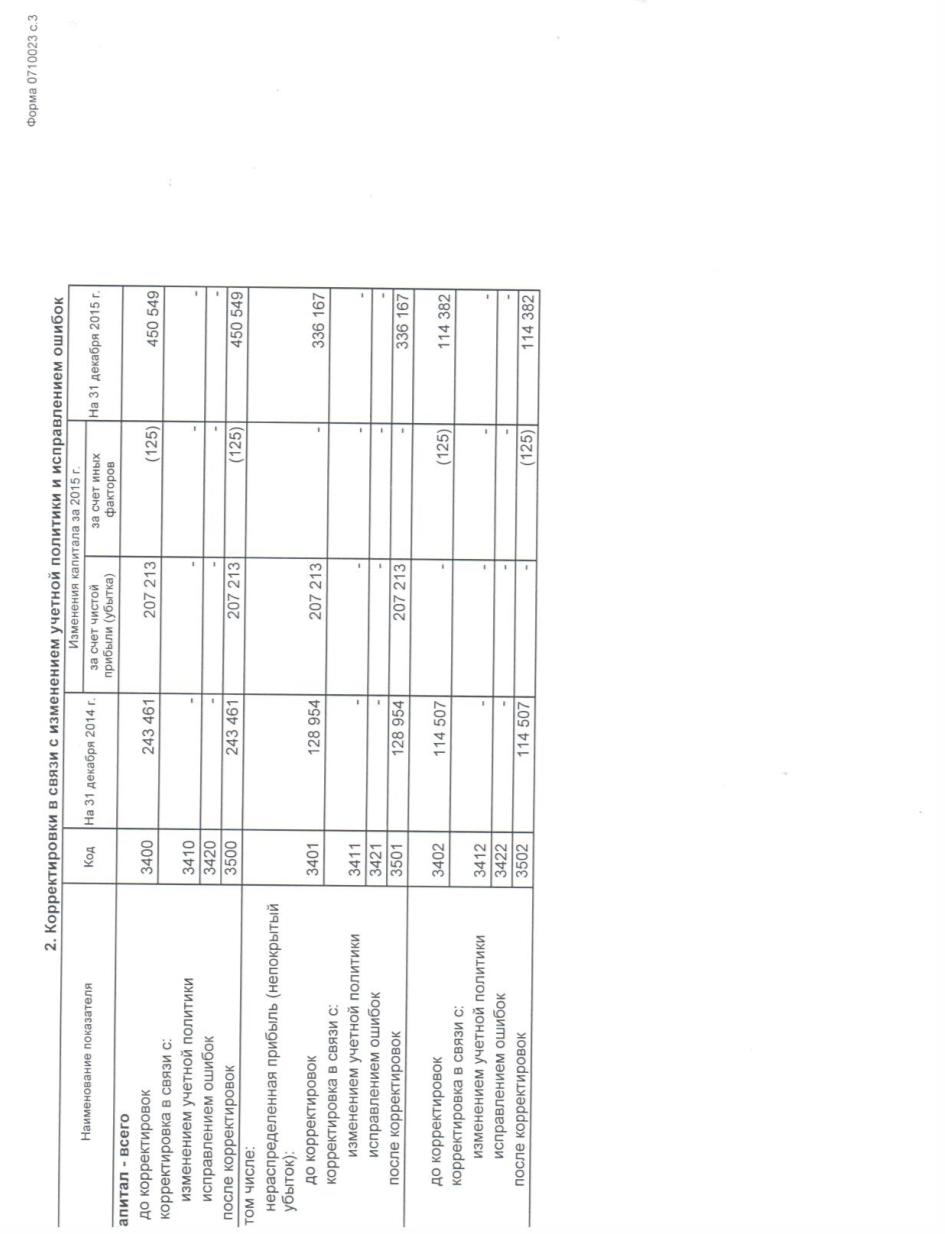 Форма 0710023 с.3
2. Корректировки в связи с изменением учетной политики и исправлением ошибок
Наименование показателя Код На 31 декабря 2014 г. Изменения капитала за 2015 г. На 31 декабря 2015 г.
за счет чистой прибыли (убытка) за счет иных факторов
апитал - всего
до корректировок 3400 243 461 207 213 (125) 450 549
корректировка в связи с:
изменением учетной политики 3410 - - - -
исправлением ошибок 3420 - - - -
после корректировок 3500 243 461 207 213 (125) 450 549
том числе:
нераспределенная прибыль (непокрытый
убыток):
до корректировок 3401 128 954 207 213 - 336 167
корректировка в связи с:
изменением учетной политики 3411 - - - -
исправлением ошибок 3421 - - - -
после корректировок 3501 128 954 207 213 - 336 167
до корректировок 3402 114 507 - (125) 114 382
корректировка в связи с:
изменением учетной политики 3412 - - - -
исправлением ошибок 3422 - - - -
после корректировок 3502 114 507 - (125) 114 382